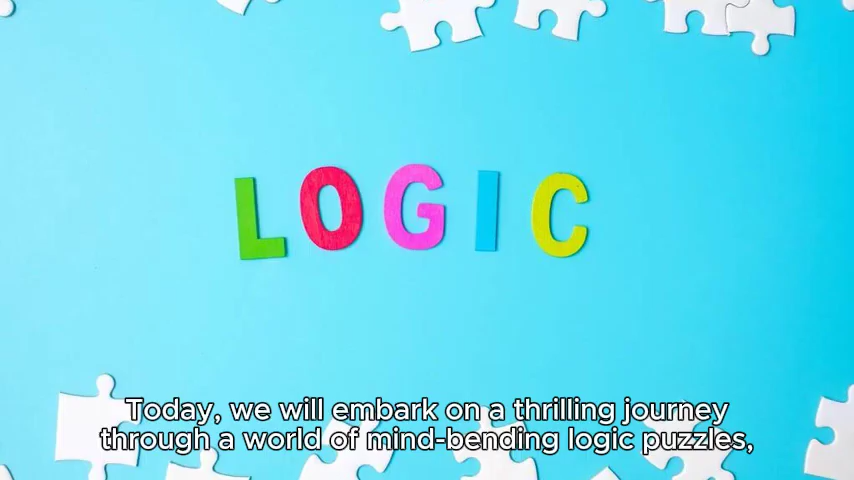 LOGIC
Today, we will embark on a thrilling journey
through a world of mind-bending logic puzzles,